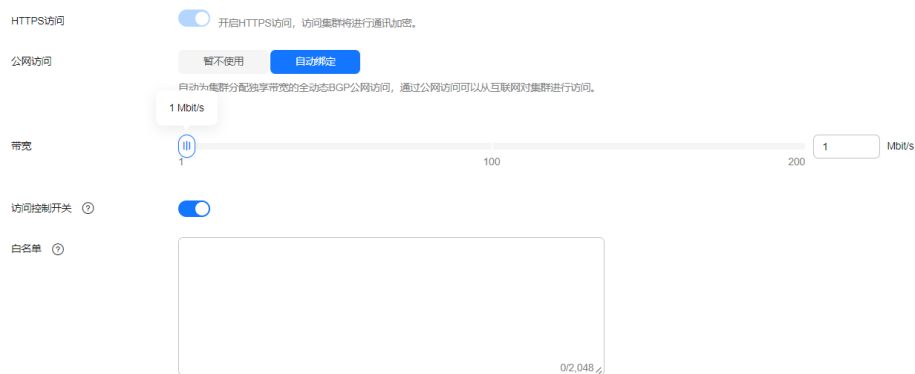 HTTPS访问
开启HTTPS访问，访问集群将进行通讯加密。
公网访问
暂不使用 自动绑定
自动为集群分配独享带宽的全动态BGP公网访问，通过公网访问可以从互联网对集群进行访问。
1 Mbit/s
带宽
1 Mbit/s
1 100 200
访问控制开关 ?
白名单 ?
0/2,048